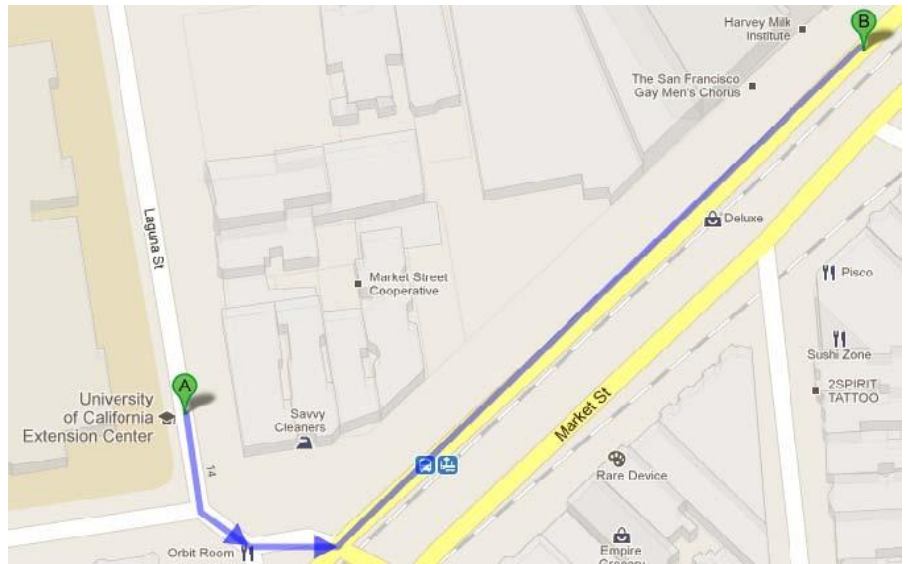 B
Harvey Milk
Institute
The San Francisco
Gay Men's Chorus
Laguna St
Deluxe
Market Street
Cooperative
Pisco
Sushi Zone
A
University
of California
Extension Center
2SPIRIT
TATTOO
Savvy
Cleaners
Market St
14
Rare Device
Orbit Room
Empire
Grocery